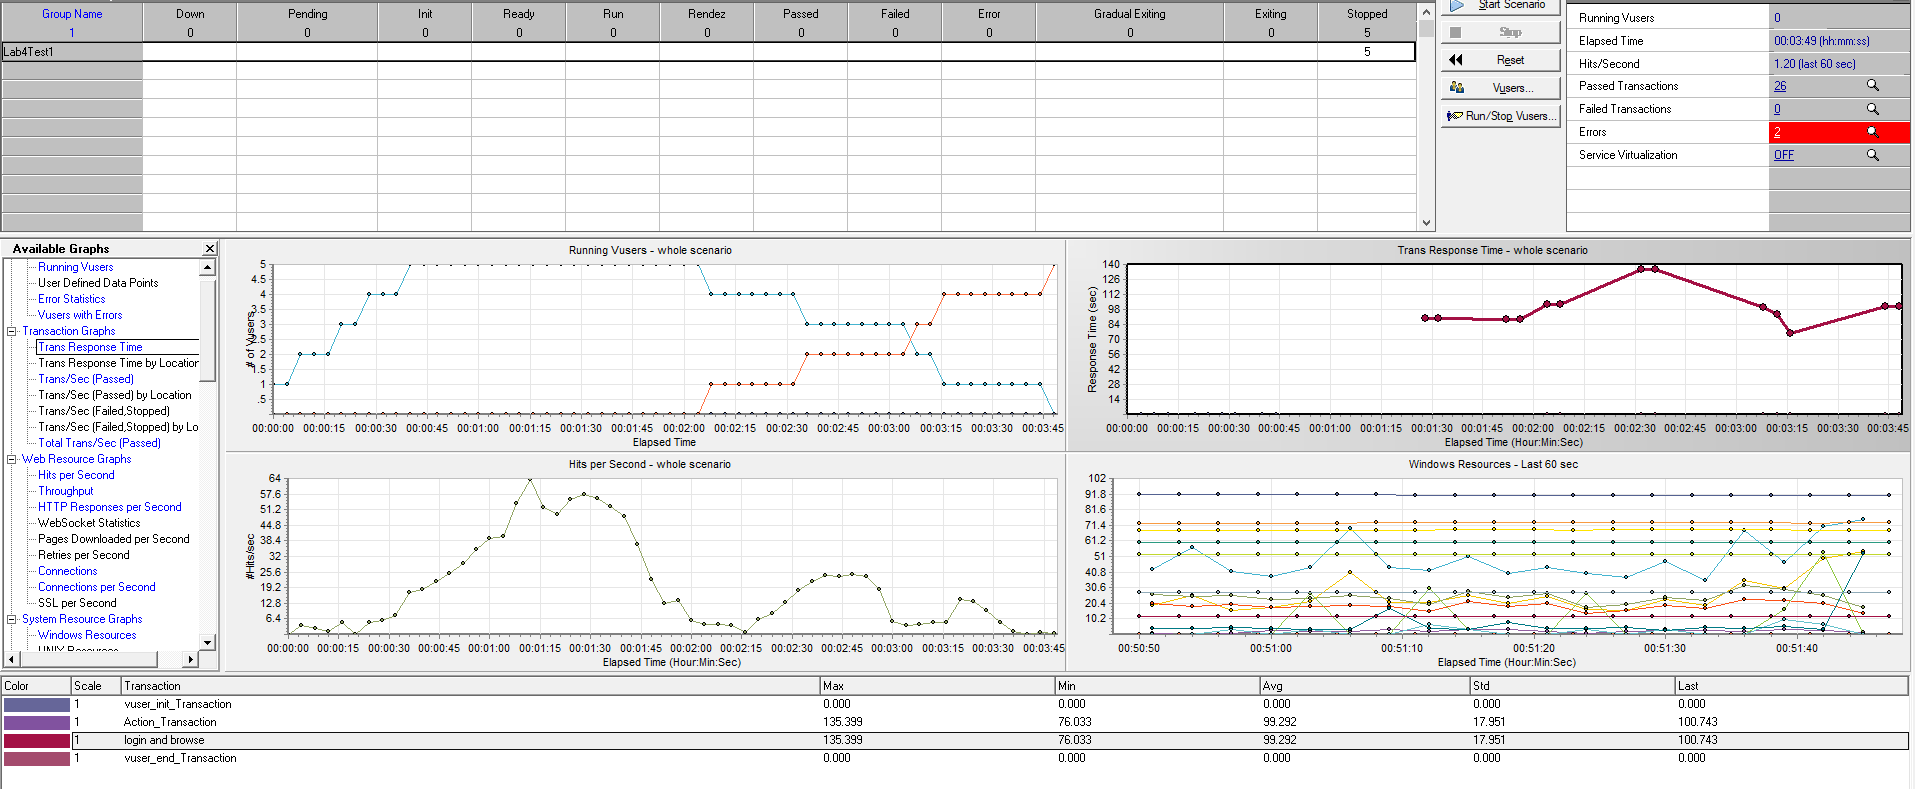 Group Name Down Pending Init Ready Run Rendez Passed Failed Error Gradual Exiting Exiting Stopped
1 0 0 0 0 0 0 0 0 0 0 0 5
Lab4Test1 5
Start Scenario
Stop
Reset
Vusers...
Run/Stop Vusers...
Running Vusers 0
Elapsed Time 00:03:49 (hh:mm:ss)
Hits/Second 1.20 (last 60 sec)
Passed Transactions 26
Failed Transactions 0
Errors 2
Service Virtualization OFF
Available Graphs
Running Vusers
User Defined Data Points
Error Statistics
Vusers with Errors
Transaction Graphs
Trans Response Time
Trans Response Time by Location
Trans/Sec (Passed)
Trans/Sec (Passed) by Location
Trans/Sec (Failed,Stopped)
Trans/Sec (Failed,Stopped) by Lo
Total Trans/Sec (Passed)
Web Resource Graphs
Hits per Second
Throughput
HTTP Responses per Second
WebSocket Statistics
Pages Downloaded per Second
Retries per Second
Connections
Connections per Second
SSL per Second
System Resource Graphs
Windows Resources
Running Vusers - whole scenario
# of Vusers
5
4.5
4
3.5
3
2.5
2
1.5
1
.5
00:00:00 00:00:15 00:00:30 00:00:45 00:01:00 00:01:15 00:01:30 00:01:45 00:02:00 00:02:15 00:02:30 00:02:45 00:03:00 00:03:15 00:03:30 00:03:45
Elapsed Time
Trans Response Time - whole scenario
Response Time (sec)
140
126
112
98
84
70
56
42
28
14
00:00:00 00:00:15 00:00:30 00:00:45 00:01:00 00:01:15 00:01:30 00:01:45 00:02:00 00:02:15 00:02:30 00:02:45 00:03:00 00:03:15 00:03:30 00:03:45
Elapsed Time (Hour:Min:Sec)
Hits per Second - whole scenario
#Hits/sec
64
57.6
51.2
44.8
38.4
32
25.6
19.2
12.8
6.4
00:00:00 00:00:15 00:00:30 00:00:45 00:01:00 00:01:15 00:01:30 00:01:45 00:02:00 00:02:15 00:02:30 00:02:45 00:03:00 00:03:15 00:03:30 00:03:45
Elapsed Time (Hour:Min:Sec)
Windows Resources - Last 60 sec
102
91.8
81.6
71.4
61.2
51
40.8
30.6
20.4
10.2
00:50:50 00:51:00 00:51:10 00:51:20 00:51:30 00:51:40
Elapsed Time (Hour:Min:Sec)
Color Scale Transaction Max Min Avg Std Last
1 vuser_init_Transaction 0.000 0.000 0.000 0.000 0.000
1 Action_Transaction 135.399 76.033 99.292 17.951 100.743
1 login and browse 135.399 76.033 99.292 17.951 100.743
1 vuser_end_Transaction 0.000 0.000 0.000 0.000 0.000